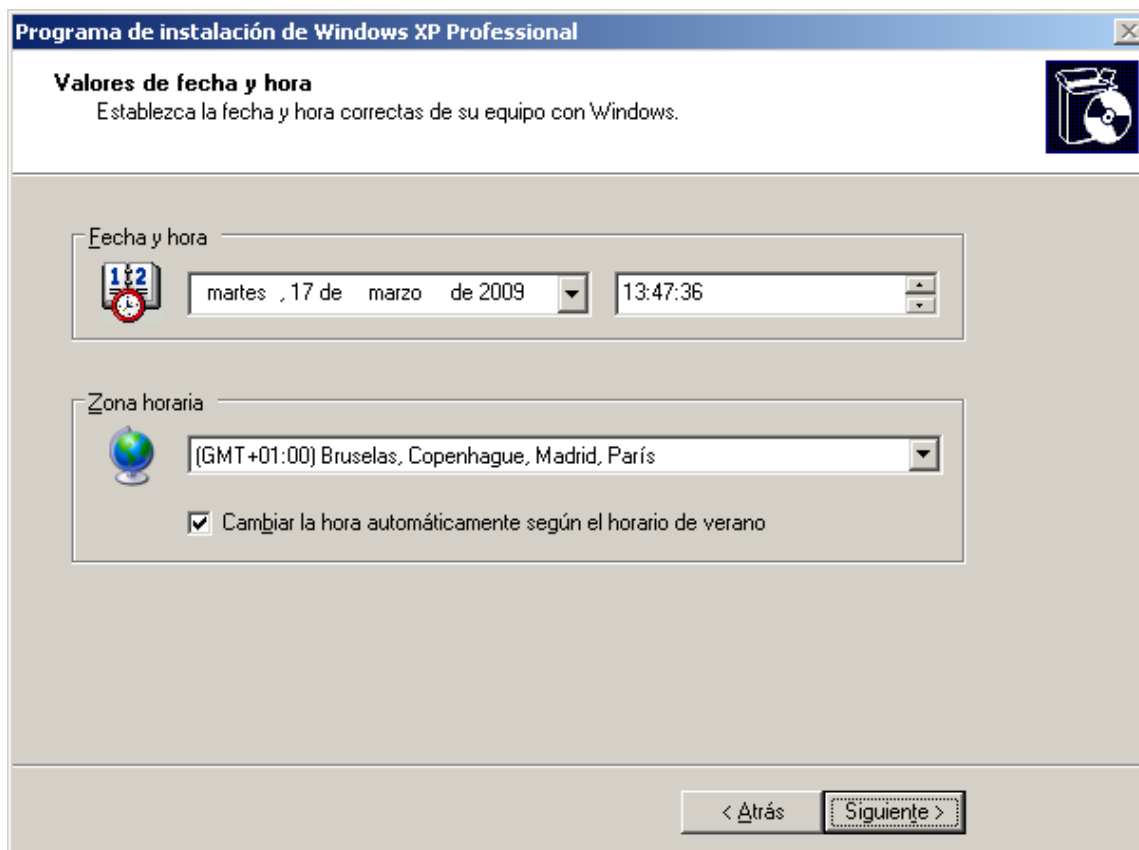 Programa de instalación de Windows XP Professional
Valores de fecha y hora
Establezca la fecha y hora correctas de su equipo con Windows.
Fecha y hora
12
martes , 17 de marzo de 2009
13:47:36
Zona horaria
(GMT+01:00) Bruselas, Copenhague, Madrid, París
Cambiar la hora automáticamente según el horario de verano
< Atrás
Siguiente >